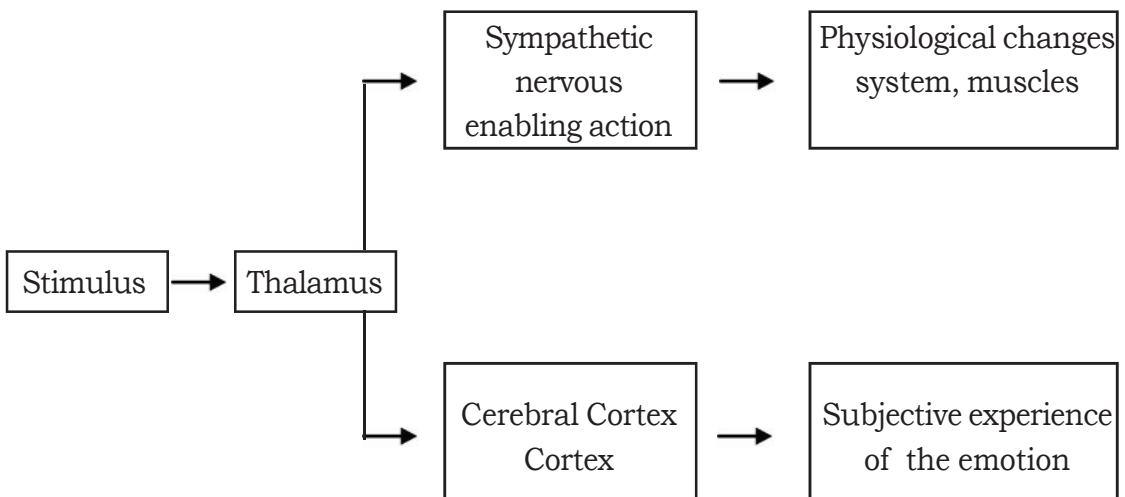 Sympathetic
nervous
enabling action
Physiological changes
system, muscles
Stimulus
Thalamus
Cerebral Cortex
Cortex
Subjective experience
of the emotion